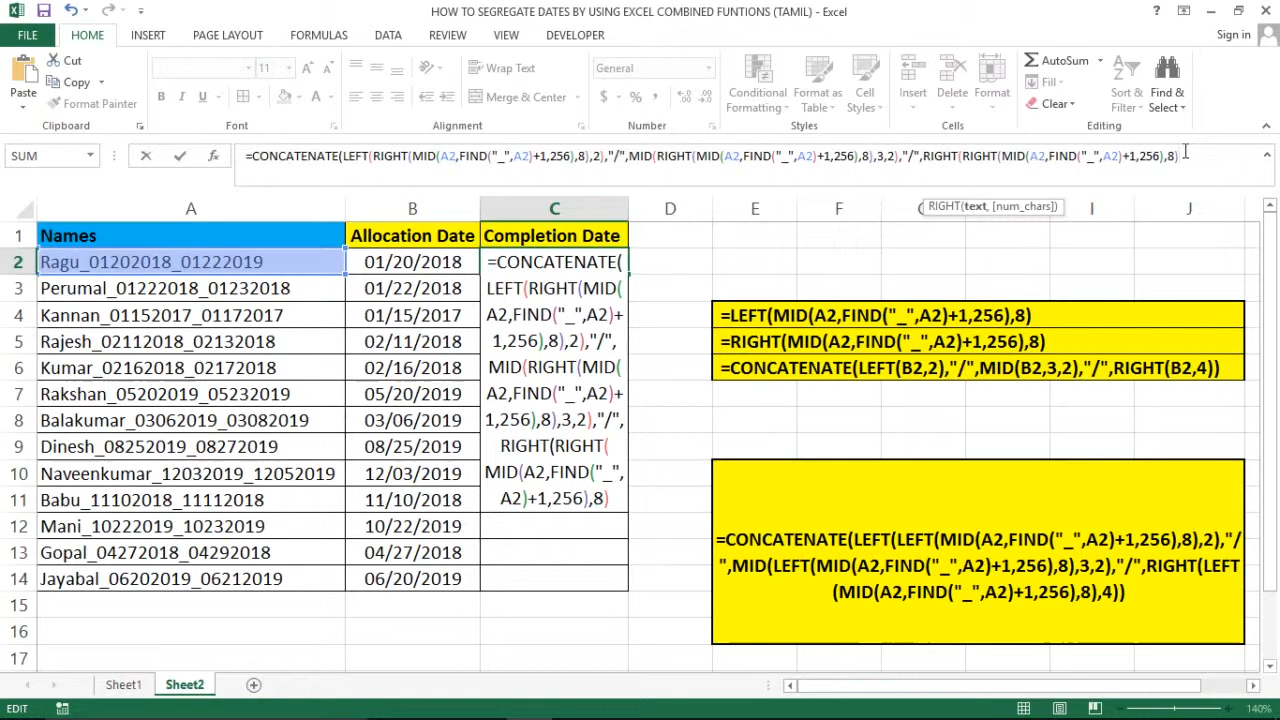 HOW TO SEGREGATE DATES BY USING EXCEL COMBINED FUNTIONS (TAMIL) - Excel
FILE HOME INSERT PAGE LAYOUT FORMULAS DATA REVIEW VIEW DEVELOPER Sign in
Paste
Cut
Copy
Format Painter
11
Wrap Text
Merge & Center
General
Conditional Formatting
Format as Table
Cell Styles
Insert
Delete
Format
AutoSum
Fill
Clear
Sort & Filter
Find & Select
Clipboard Font Alignment Number Styles Cells Editing
SUM =CONCATENATE(LEFT(RIGHT(MID(A2,FIND("_",A2)+1,256),8),2),"/",MID(RIGHT(MID(A2,FIND("_",A2)+1,256),8),3,2),"/",RIGHT(RIGHT(MID(A2,FIND("_",A2)+1,256),8)
RIGHT(text, [num_chars])
A B C D E F G I J
1 Names Allocation Date Completion Date
2 Ragu_01202018_01222019 01/20/2018 =CONCATENATE(
3 Perumal_01222018_01232018 01/22/2018 LEFT(RIGHT(MID(
4 Kannan_01152017_01172017 01/15/2017 A2,FIND("_",A2)+ =LEFT(MID(A2,FIND("_",A2)+1,256),8)
5 Rajesh_02112018_02132018 02/11/2018 1,256),8),2),"/", =RIGHT(MID(A2,FIND("_",A2)+1,256),8)
6 Kumar_02162018_02172018 02/16/2018 MID(RIGHT(MID( =CONCATENATE(LEFT(B2,2),"/",MID(B2,3,2),"/",RIGHT(B2,4))
7 Rakshan_05202019_05232019 05/20/2019 A2,FIND("_",A2)+
8 Balakumar_03062019_03082019 03/06/2019 1,256),8),3,2),"/",
9 Dinesh_08252019_08272019 08/25/2019 RIGHT(RIGHT(
10 Naveenkumar_12032019_12052019 12/03/2019 MID(A2,FIND("_",
11 Babu_11102018_11112018 11/10/2018 A2)+1,256),8)
12 Mani_10222019_10232019 10/22/2019
13 Gopal_04272018_04292018 04/27/2018
14 Jayabal_06202019_06212019 06/20/2019
15
16
17
=CONCATENATE(LEFT(LEFT(MID(A2,FIND("_",A2)+1,256),8),2),"/
",MID(LEFT(MID(A2,FIND("_",A2)+1,256),8),3,2),"/",RIGHT(LEFT
(MID(A2,FIND("_",A2)+1,256),8),4))
Sheet1 Sheet2
EDIT 140%